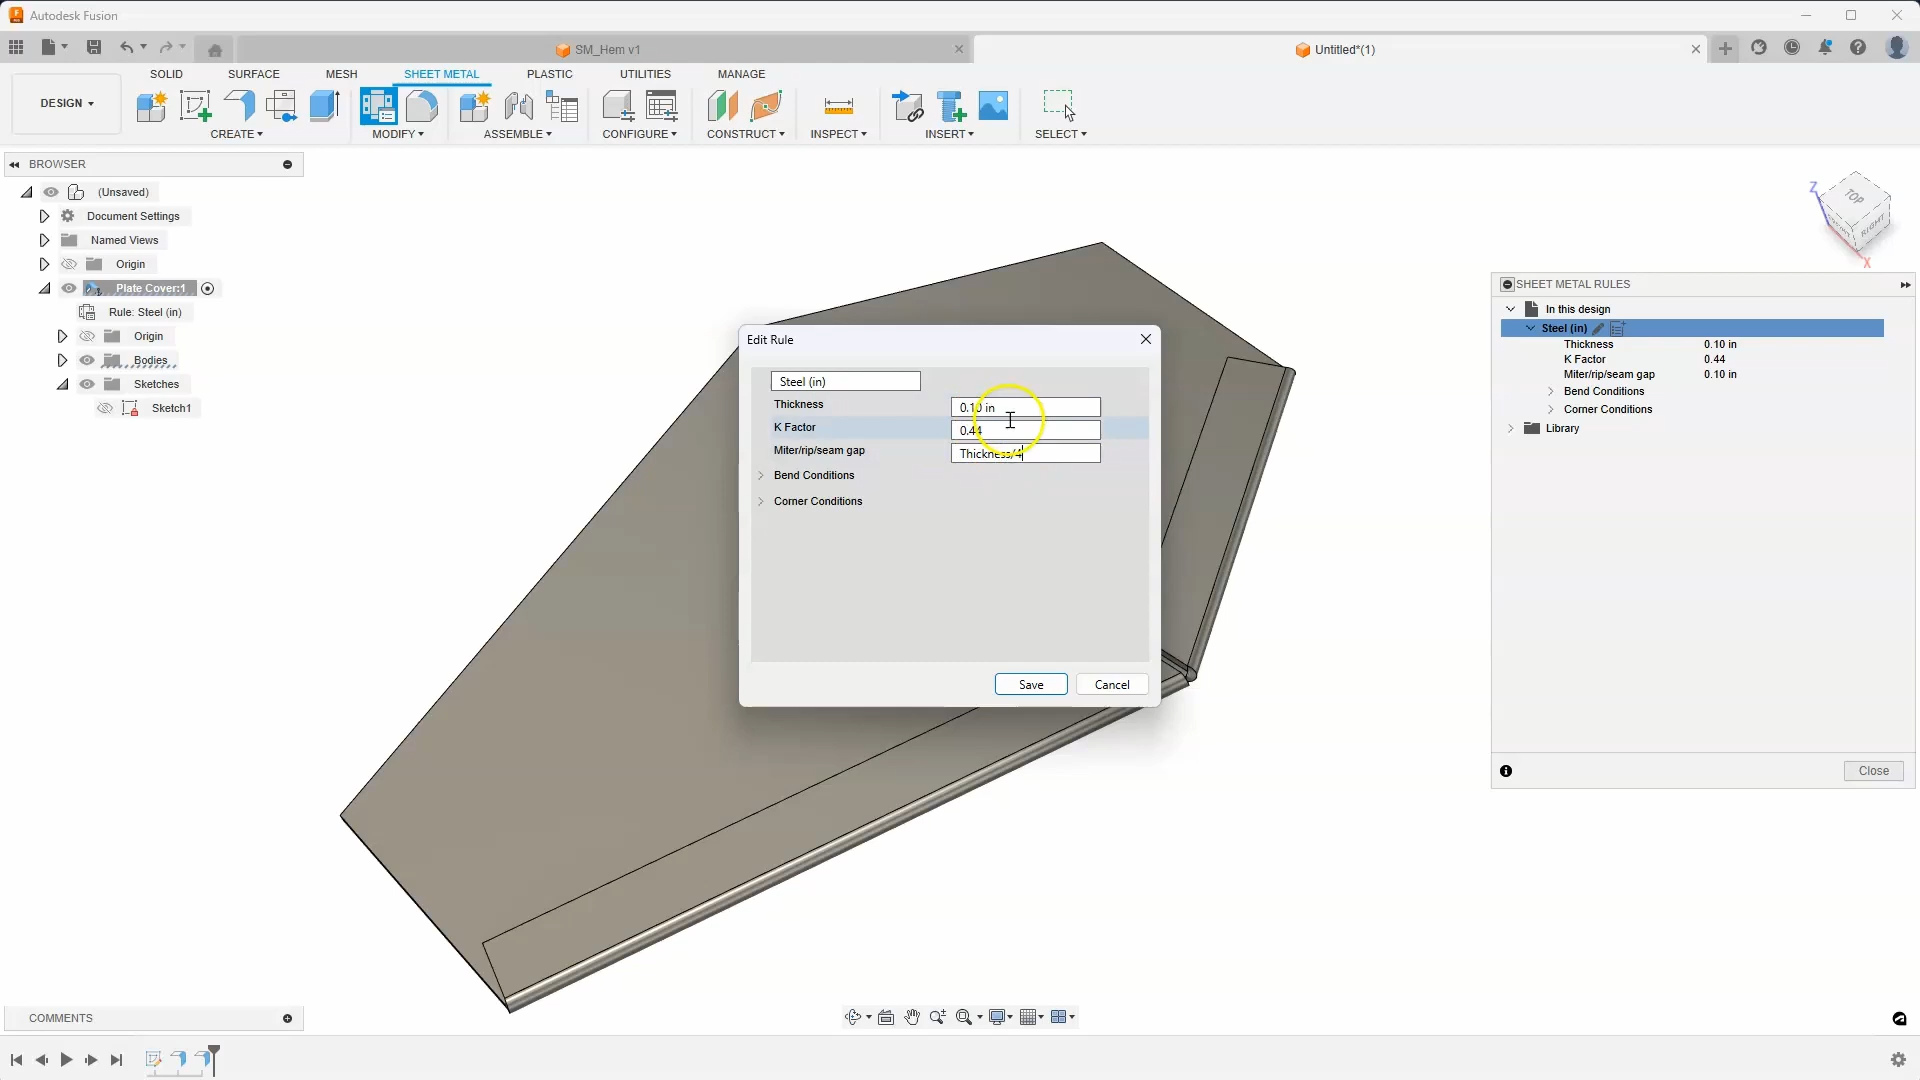 Autodesk Fusion
SM_Hem v1
Untitled*(1)
DESIGN
SOLID
SURFACE
MESH
SHEET METAL
PLASTIC
UTILITIES
MANAGE
CREATE
MODIFY
ASSEMBLE
CONFIGURE
CONSTRUCT
INSPECT
INSERT
SELECT
BROWSER
(Unsaved)
Document Settings
Named Views
Origin
Plate Cover:1
Rule: Steel (in)
Origin
Bodies
Sketches
Sketch1
Z
TOP
RIGHT
X
Edit Rule
Steel (in)
Thickness 0.10 in
K Factor 0.44
Miter/rip/seam gap Thickness/4
Bend Conditions
Corner Conditions
Save
Cancel
SHEET METAL RULES
In this design
Steel (in)
Thickness 0.10 in
K Factor 0.44
Miter/rip/seam gap 0.10 in
Bend Conditions
Corner Conditions
Library
Close
COMMENTS